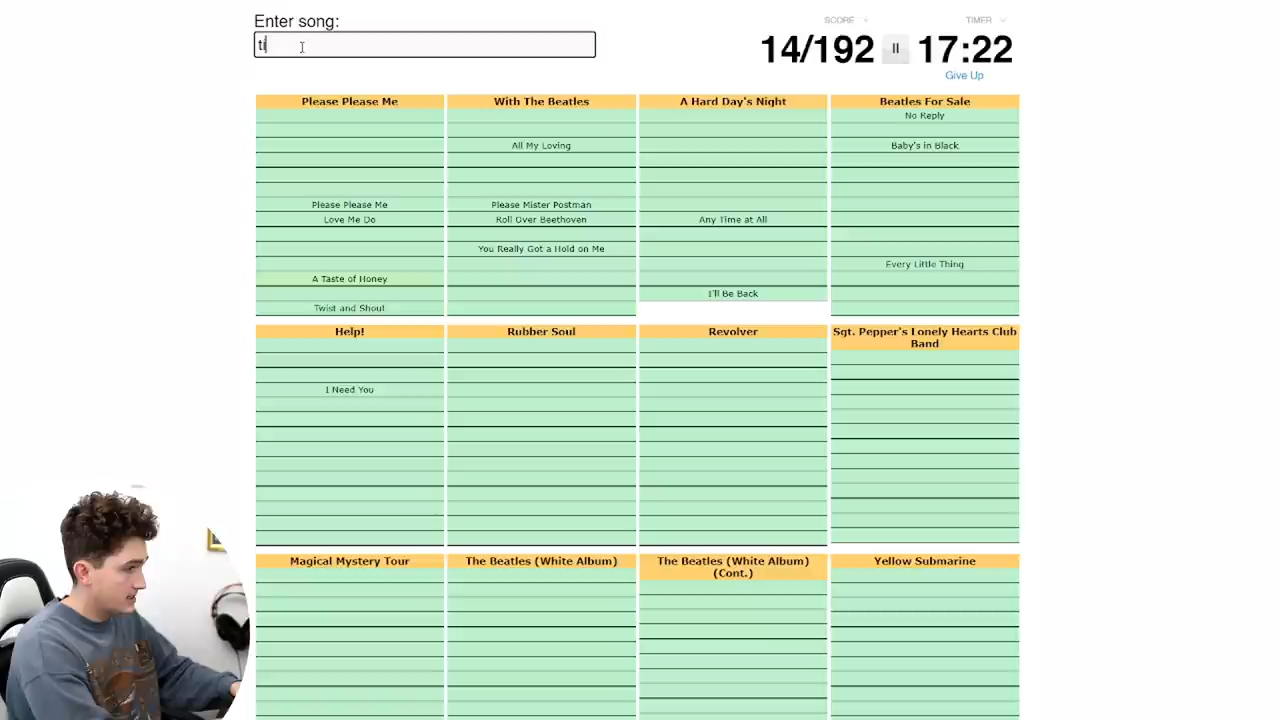 Enter song:
ti
SCORE
TIMER
14/192
17:22
Give Up
Please Please Me
With The Beatles
A Hard Day's Night
Beatles For Sale
No Reply
All My Loving
Baby's in Black
Please Please Me
Please Mister Postman
Love Me Do
Roll Over Beethoven
Any Time at All
You Really Got a Hold on Me
Every Little Thing
A Taste of Honey
I'll Be Back
Twist and Shout
Help!
Rubber Soul
Revolver
Sgt. Pepper's Lonely Hearts Club
Band
I Need You
Magical Mystery Tour
The Beatles (White Album)
The Beatles (White Album)
(Cont.)
Yellow Submarine